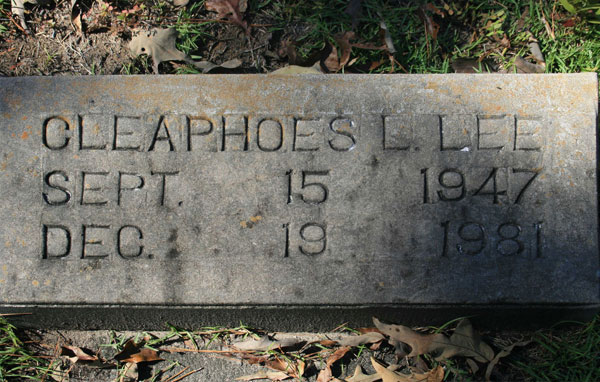 CLEAPHOES L. LEE
SEPT. 15 1947
DEC. 19 1981